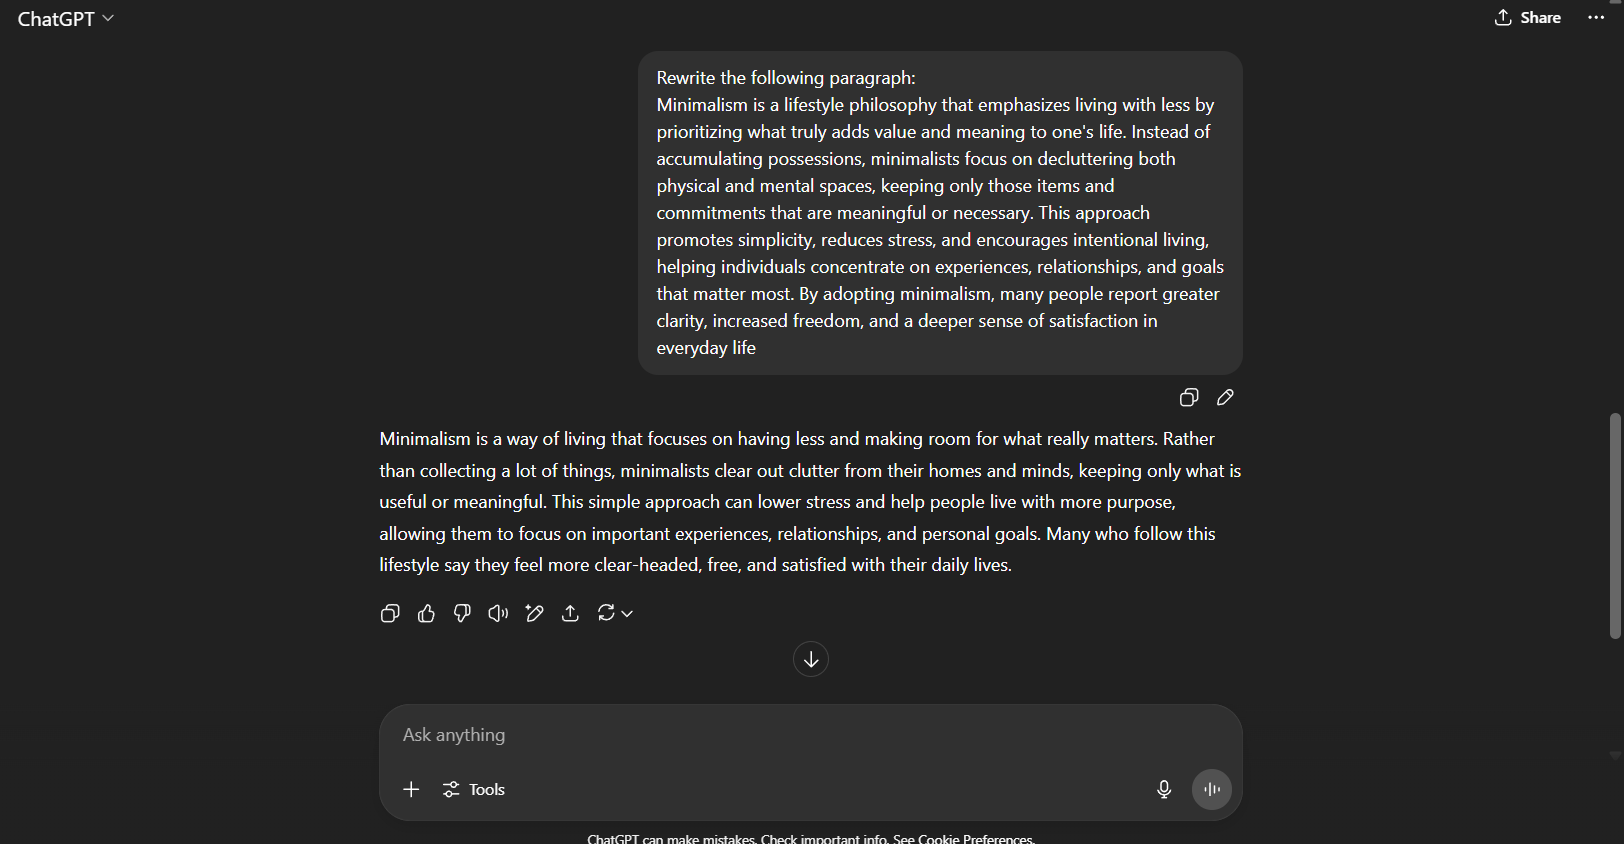 ChatGPT
Share
Rewrite the following paragraph:
Minimalism is a lifestyle philosophy that emphasizes living with less by
prioritizing what truly adds value and meaning to one's life. Instead of
accumulating possessions, minimalists focus on decluttering both
physical and mental spaces, keeping only those items and
commitments that are meaningful or necessary. This approach
promotes simplicity, reduces stress, and encourages intentional living,
helping individuals concentrate on experiences, relationships, and goals
that matter most. By adopting minimalism, many people report greater
clarity, increased freedom, and a deeper sense of satisfaction in
everyday life
Minimalism is a way of living that focuses on having less and making room for what really matters. Rather
than collecting a lot of things, minimalists clear out clutter from their homes and minds, keeping only what is
useful or meaningful. This simple approach can lower stress and help people live with more purpose,
allowing them to focus on important experiences, relationships, and personal goals. Many who follow this
lifestyle say they feel more clear-headed, free, and satisfied with their daily lives.
Ask anything
Tools
ChatGPT can make mistakes. Check important info. See Cookie Preferences.